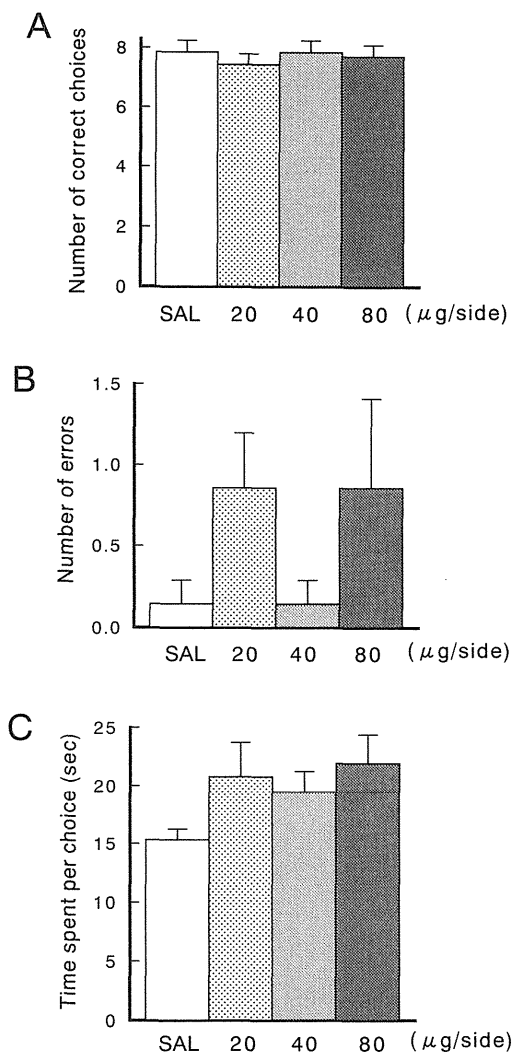 A
Number of correct choices
8
6
4
2
0
SAL 20 40 80 (μg/side)
B
Number of errors
1.5
1.0
0.5
0.0
SAL 20 40 80 (μg/side)
C
Time spent per choice (sec)
25
20
15
10
5
0
SAL 20 40 80 (μg/side)